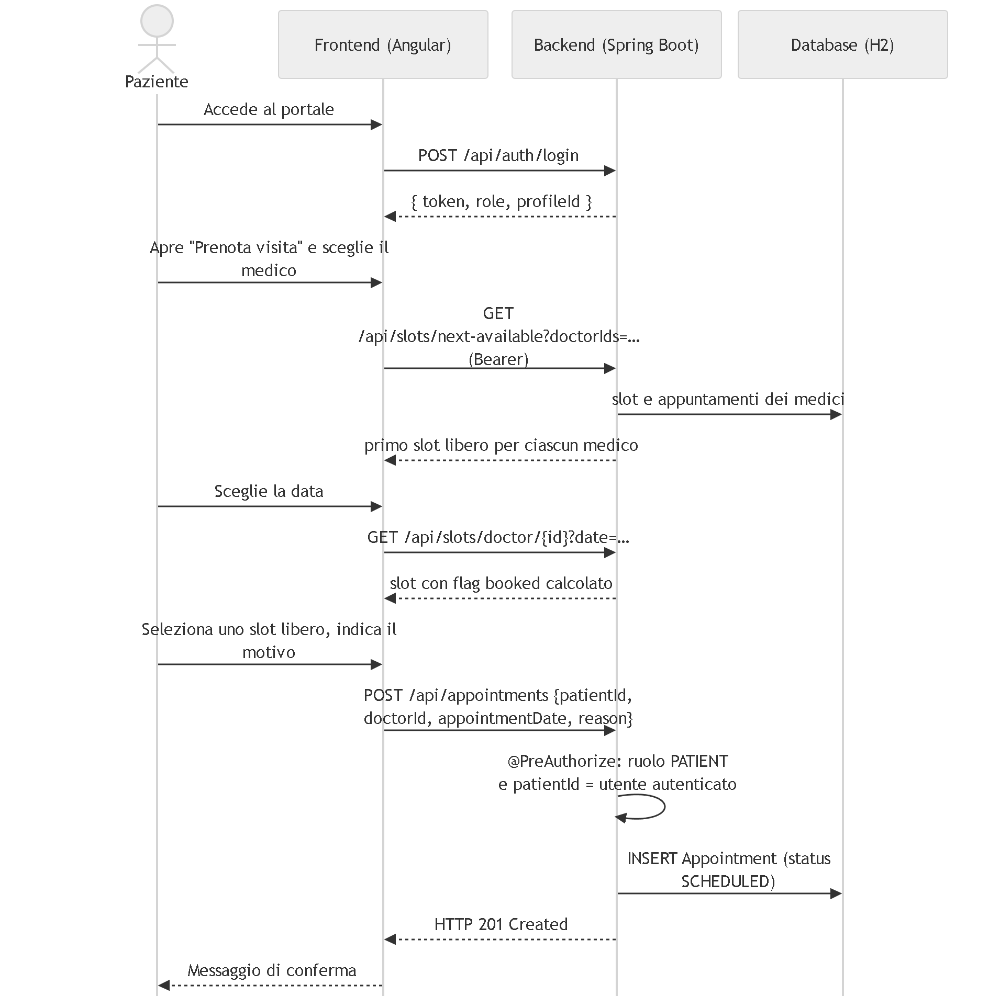 Paziente
Frontend (Angular)
Backend (Spring Boot)
Database (H2)
Accede al portale
POST /api/auth/login
{ token, role, profileId }
Apre "Prenota visita" e sceglie il
medico
GET
/api/slots/next-available?doctorIds=...
(Bearer)
slot e appuntamenti dei medici
primo slot libero per ciascun medico
Sceglie la data
GET /api/slots/doctor/{id}?date=...
slot con flag booked calcolato
Seleziona uno slot libero, indica il
motivo
POST /api/appointments {patientId,
doctorId, appointmentDate, reason}
@PreAuthorize: ruolo PATIENT
e patientId = utente autenticato
INSERT Appointment (status
SCHEDULED)
HTTP 201 Created
Messaggio di conferma